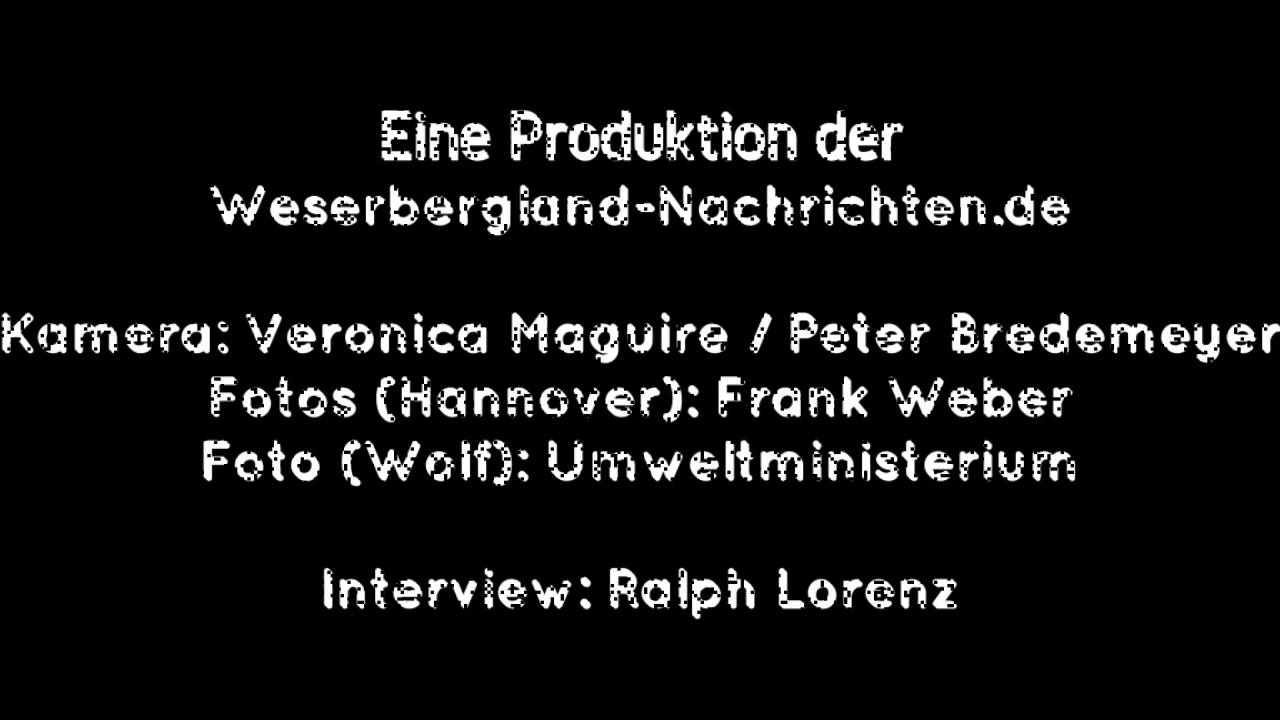 Eine Produktion der
Weserbergland-Nachrichten.de
Kamera: Veronica Maguire / Peter Bredemeyer
Fotos (Hannover): Frank Weber
Foto (Wolf): Umweltministerium
Interview: Ralph Lorenz